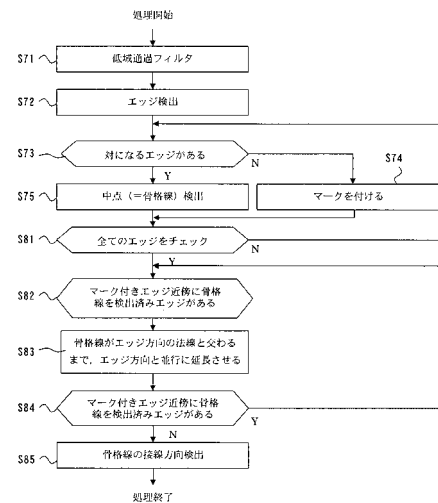 処理開始
S71
低域通過フィルタ
S72
エッジ検出
S73
対になるエッジがある
N
S74
Y
S75
中点（＝骨格線）検出
マークを付ける
S81
全てのエッジをチェック
N
Y
S82
マーク付きエッジ近傍に骨格
線を検出済みエッジがある
S83
骨格線がエッジ方向の法線と交わる
まで，エッジ方向と並行に延長させる
S84
マーク付きエッジ近傍に骨格
線を検出済みエッジがある
Y
N
S85
骨格線の接線方向検出
処理終了